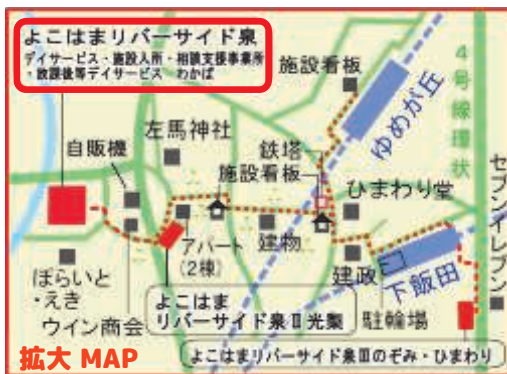 よこはまリバーサイド泉
デイサービス・施設入所・相談支援事業所
・放課後等デイサービス わかば
施設看板
ゆめが丘
4号線環状
左馬神社
自販機
鉄塔
施設看板
ひまわり堂
セブンイレブン
アパート
(2棟)
建物
建政
下飯田
駐輪場
ぽらいと
・えき
ウイン商会
よこはま
リバーサイド泉Ⅱ光梨
よこはまリバーサイド泉Ⅲのぞみ・ひまわり
拡大 MAP